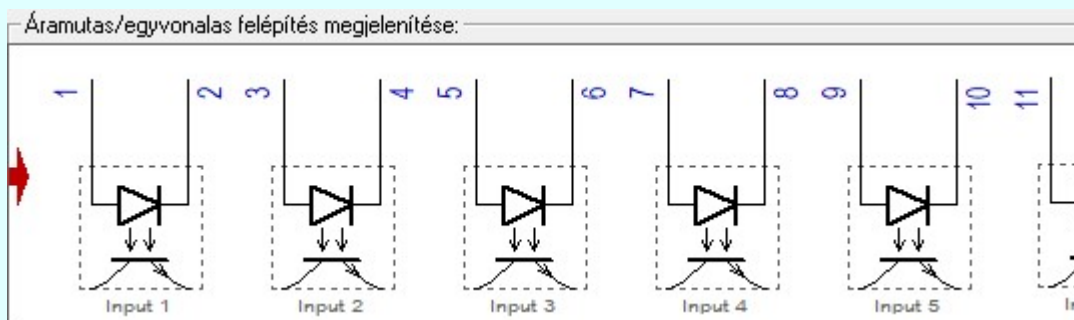 Áramutas/egyvonalas felépítés megjelenítése:
1 2 3 4 5 6 7 8 9 10 11
Input 1 Input 2 Input 3 Input 4 Input 5